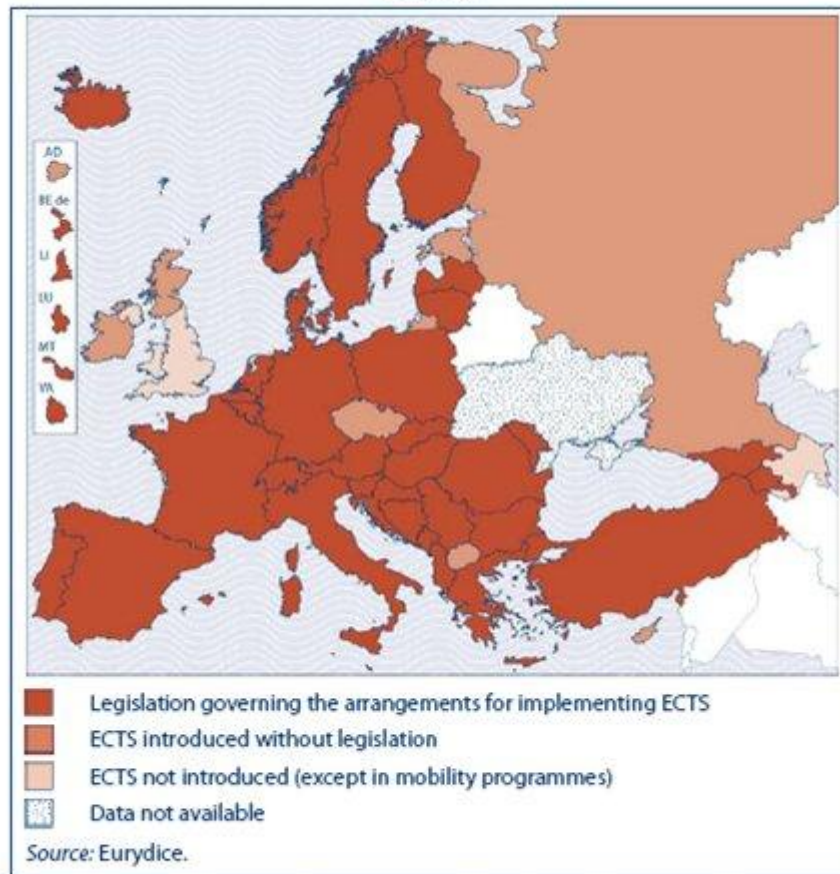 AD
BE de
LI
LU
MT
VA
Legislation governing the arrangements for implementing ECTS
ECTS introduced without legislation
ECTS not introduced (except in mobility programmes)
Data not available
Source: Eurydice.